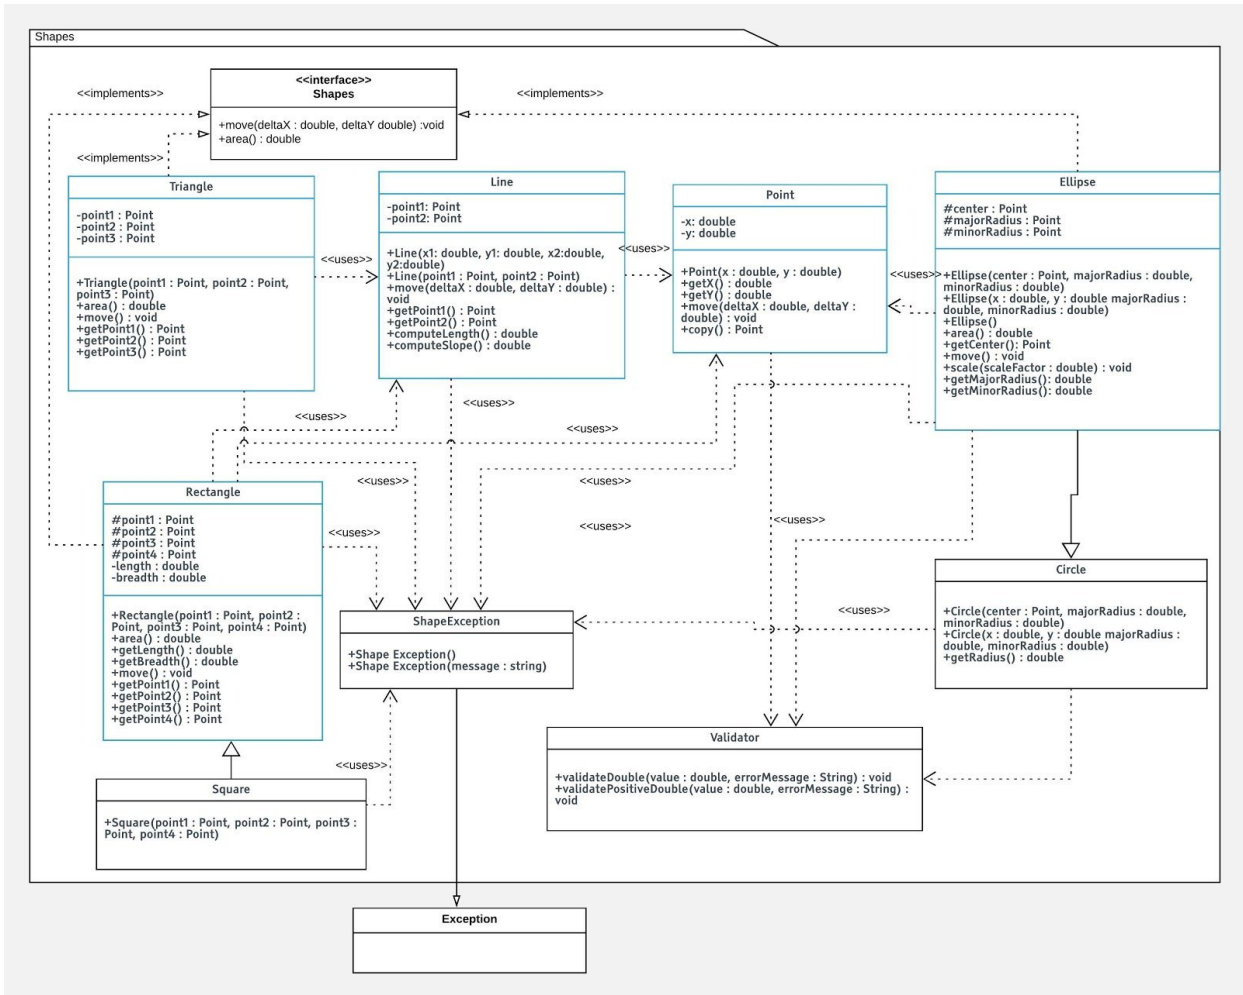 Shapes
<<implements>>
<<interface>>
Shapes
+move(deltaX : double, deltaY double) :void
+area() : double
<<implements>>
<<implements>>
Triangle
-point1 : Point
-point2 : Point
-point3 : Point
+Triangle(point1 : Point, point2 : Point,
point3 : Point)
+area() : double
+move() : void
+getPoint1() : Point
+getPoint2() : Point
+getPoint3() : Point
<<uses>>
Line
-point1: Point
-point2: Point
+Line(x1: double, y1: double, x2:double,
y2:double)
+Line(point1 : Point, point2 : Point)
+move(deltaX : double, deltaY : double) :
void
+getPoint1() : Point
+getPoint2() : Point
+computeLength() : double
+computeSlope() : double
<<uses>>
Point
-x: double
-y: double
+Point(x : double, y : double)
+getX() : double
+getY() : double
+move(deltaX : double, deltaY :
double) : void
+copy() : Point
<<uses>>
Ellipse
#center : Point
#majorRadius : Point
#minorRadius : Point
+Ellipse(center : Point, majorRadius : double,
minorRadius : double)
+Ellipse(x : double, y : double majorRadius :
double, minorRadius : double)
+Ellipse()
+area() : double
+getCenter(): Point
+move() : void
+scale(scaleFactor : double) : void
+getMajorRadius(): double
+getMinorRadius(): double
<<uses>>
<<uses>>
<<uses>>
<<uses>>
<<uses>>
<<uses>>
<<uses>>
<<uses>>
Rectangle
#point1 : Point
#point2 : Point
#point3 : Point
#point4 : Point
-length : double
-breadth : double
+Rectangle(point1 : Point, point2 :
Point, point3 : Point, point4 : Point)
+area() : double
+getLength() : double
+getBreadth() : double
+move() : void
+getPoint1() : Point
+getPoint2() : Point
+getPoint3() : Point
+getPoint4() : Point
ShapeException
+Shape Exception()
+Shape Exception(message : string)
<<uses>>
Circle
+Circle(center : Point, majorRadius : double,
minorRadius : double)
+Circle(x : double, y : double majorRadius :
double, minorRadius : double)
+getRadius() : double
Validator
+validateDouble(value : double, errorMessage : String) : void
+validatePositiveDouble(value : double, errorMessage : String) :
void
<<uses>>
Square
+Square(point1 : Point, point2 : Point, point3 :
Point, point4 : Point)
Exception